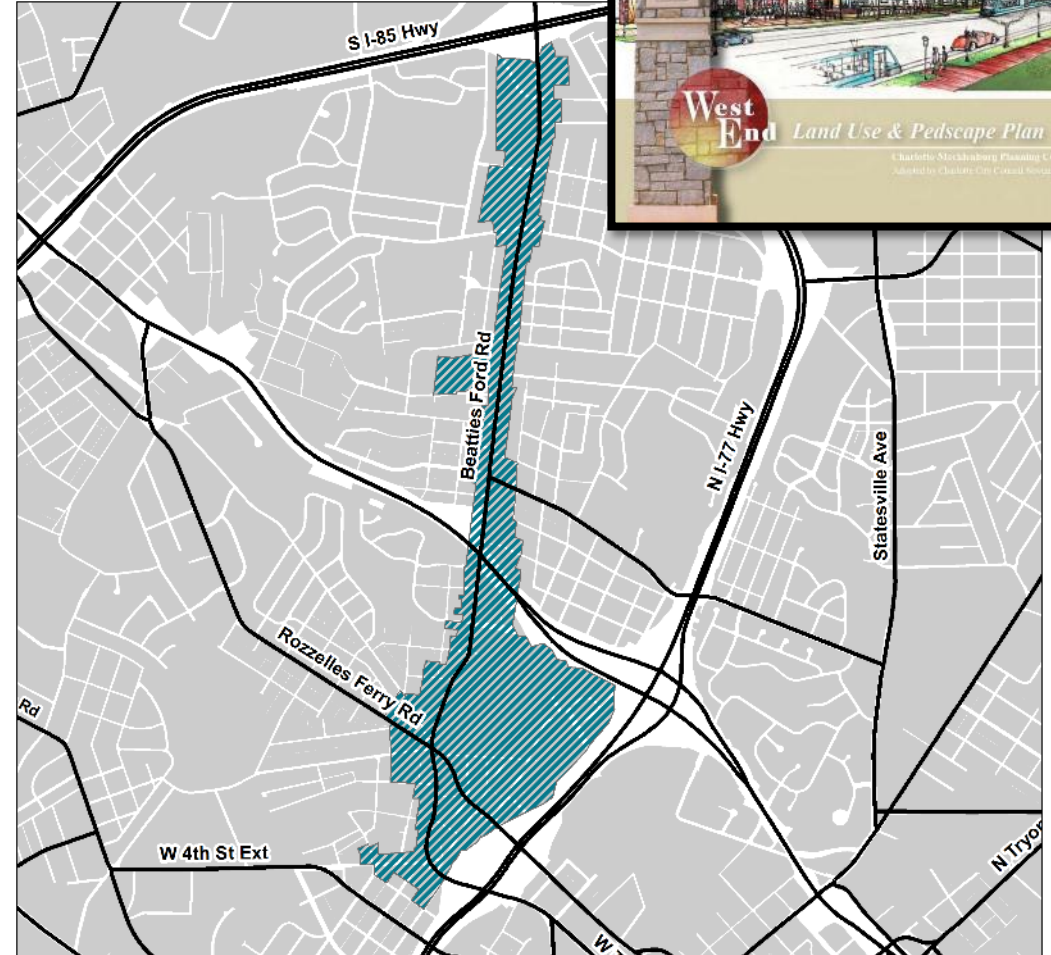 S I-85 Hwy
West
End
Land Use & Pedscape Plan
Charlotte-Mecklenburg Planning
Adopted by Charlotte City Council
Beatties Ford Rd
N I-77 Hwy
Statesville Ave
Rozzelles Ferry Rd
Rd
W 4th St Ext
N Tryon
W